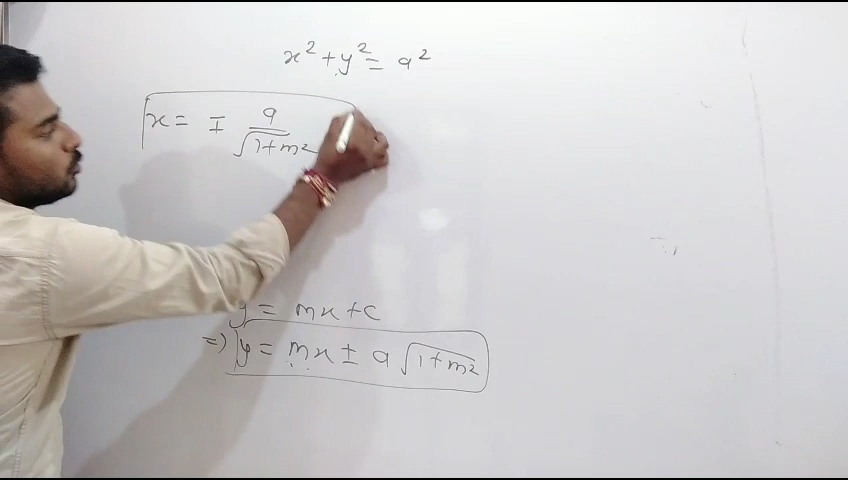 x² + y² = a²
x = ± a/√(1+m²)
y = mx + c
⇒) y = mx ± a √(1+m²)